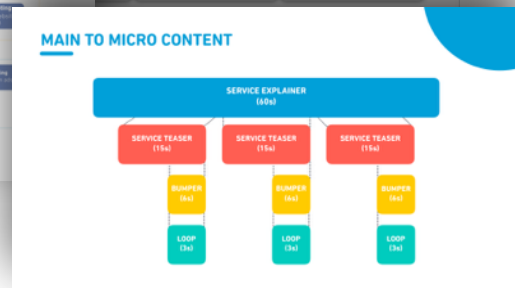 MAIN TO MICRO CONTENT
SERVICE EXPLAINER
(60s)
SERVICE TEASER
(15s)
SERVICE TEASER
(15s)
SERVICE TEASER
(15s)
BUMPER
(6s)
BUMPER
(6s)
BUMPER
(6s)
LOOP
(3s)
LOOP
(3s)
LOOP
(3s)